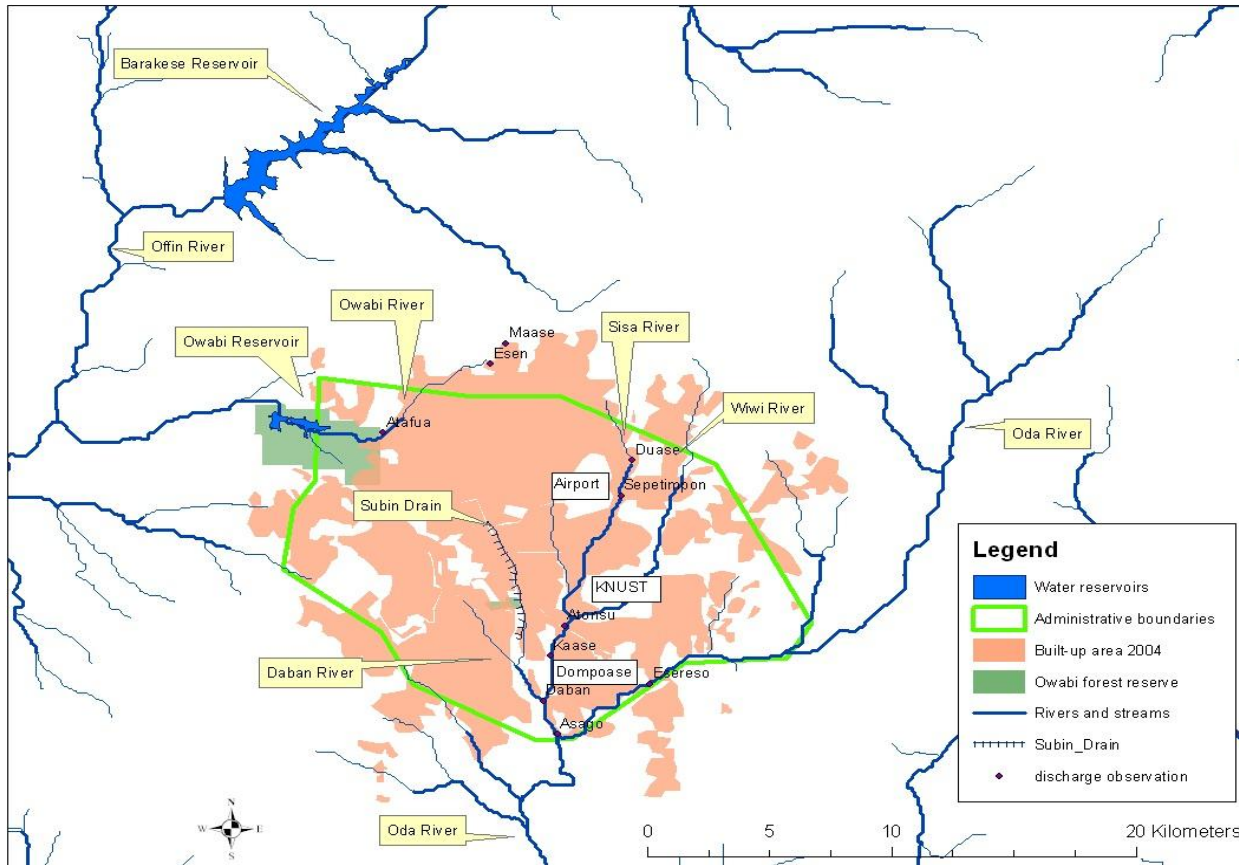 Barakese Reservoir
Offin River
Owabi River
Maase
Sisa River
Esen
Owabi Reservoir
Wiwi River
Atafua
Oda River
Duase
Airport
Sepetimpon
Subin Drain
KNUST
Atonsu
Kaase
Daban River
Dompoase
Esereso
Daban
Asago
Oda River
Legend
Water reservoirs
Administrative boundaries
Built-up area 2004
Owabi forest reserve
Rivers and streams
Subin_Drain
discharge observation
N
W E
S
0 5 10 20 Kilometers